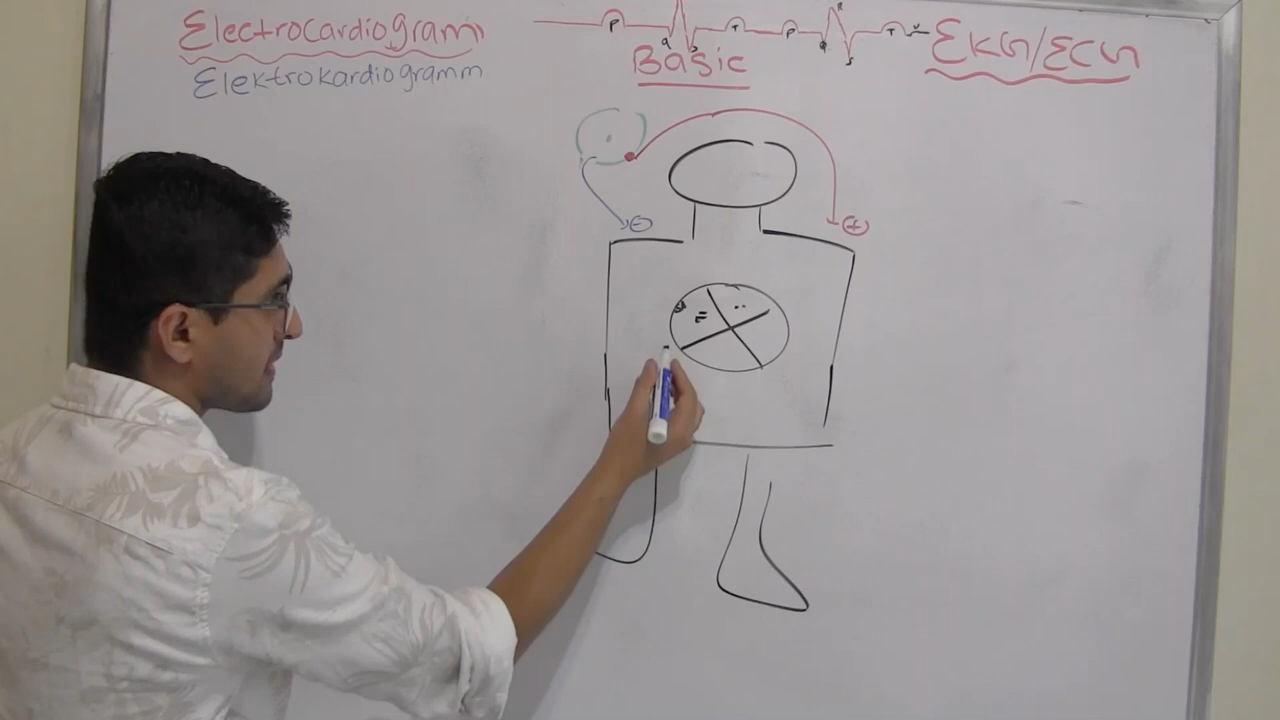 Electrocardiogram
Elektrokardiogramm
P Q R S T P Q R S T
Basic
EKG/ECG
- +